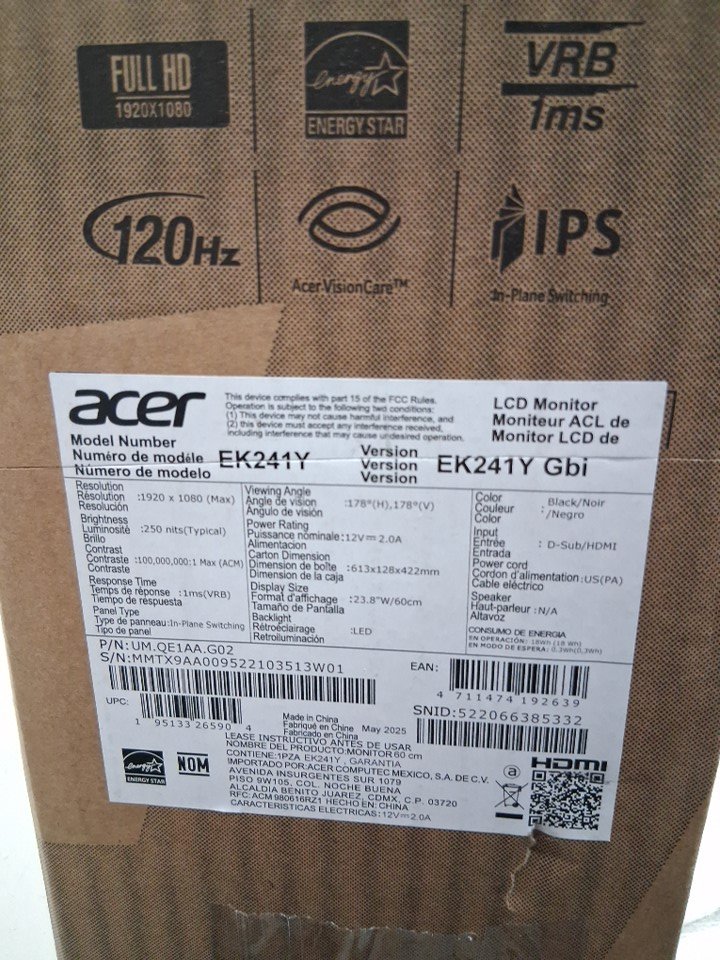 FULL HD
1920X1080
energy
ENERGY STAR
VRB
1ms
120Hz
Acer VisionCare™
IPS
In-Plane Switching
acer
This device complies with part 15 of the FCC Rules.
Operation is subject to the following two conditions:
(1) This device may not cause harmful interference, and
(2) this device must accept any interference received,
including interference that may cause undesired operation.
LCD Monitor
Moniteur ACL de
Monitor LCD de
Model Number
Numéro de modèle
Número de modelo
EK241Y
Version
Version
Version
EK241Y Gbi
Resolution
Résolution :1920 x 1080 (Max)
Resolución
Brightness
Luminosité :250 nits(Typical)
Brillo
Contrast
Contraste :100,000,000:1 Max (ACM)
Contraste
Response Time
Temps de réponse :1ms(VRB)
Tiempo de respuesta
Panel Type
Type de panneau:In-Plane Switching
Tipo de panel
Viewing Angle
Angle de vision :178°(H),178°(V)
Ángulo de visión
Power Rating
Puissance nominale:12V⎓2.0A
Alimentación
Carton Dimension
Dimension de boîte :613x128x422mm
Dimensión de la caja
Display Size
Format d'affichage :23.8"W/60cm
Tamaño de Pantalla
Backlight
Rétroéclairage :LED
Retroiluminación
Color
Couleur : Black/Noir
Color /Negro
Input
Entrée : D-Sub/HDMI
Entrada
Power cord
Cordon d'alimentation:US(PA)
Cable eléctrico
Speaker
Haut-parleur :N/A
Altavoz
CONSUMO DE ENERGIA
EN OPERACIÓN: 18Wh (18 Wh)
EN MODO DE ESPERA: 0.3Wh(0.3Wh)
P/N:UM.QE1AA.G02
S/N:MMTX9AA009522103513W01
EAN:
4 711474 192639
SNID:522066385332
UPC:
1 95133 26590 4
Made in China
Fabriqué en Chine May 2025
Fabricado en China
LEASE INSTRUCTIVO ANTES DE USAR
NOMBRE DEL PRODUCTO:MONITOR 60 cm
CONTIENE:1PZA EK241Y , GARANTIA
IMPORTADO POR:ACER COMPUTEC MEXICO, S.A. DE C.V.
AVENIDA INSURGENTES SUR 1079
PISO 9W105, COL. NOCHE BUENA
ALCALDIA BENITO JUAREZ, CDMX, C.P. 03720
RFC:ACM 980616RZ1 HECHO EN: CHINA
CARACTERISTICAS ELECTRICAS:12V⎓2.0A
energy
ENERGY STAR
NOM
a
HDMI